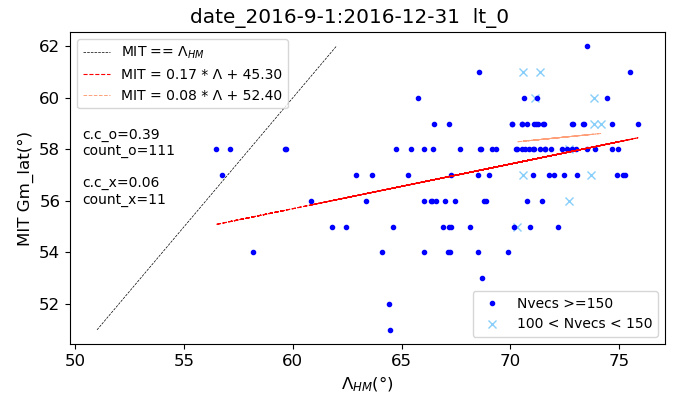 date_2016-9-1:2016-12-31 lt_0
MIT == Λ_HM
MIT = 0.17 * Λ + 45.30
MIT = 0.08 * Λ + 52.40
c.c_o=0.39
count_o=111
c.c_x=0.06
count_x=11
MIT Gm_lat(°)
62
60
58
56
54
52
Nvecs >=150
100 < Nvecs < 150
50 55 60 65 70 75
Λ_HM(°)